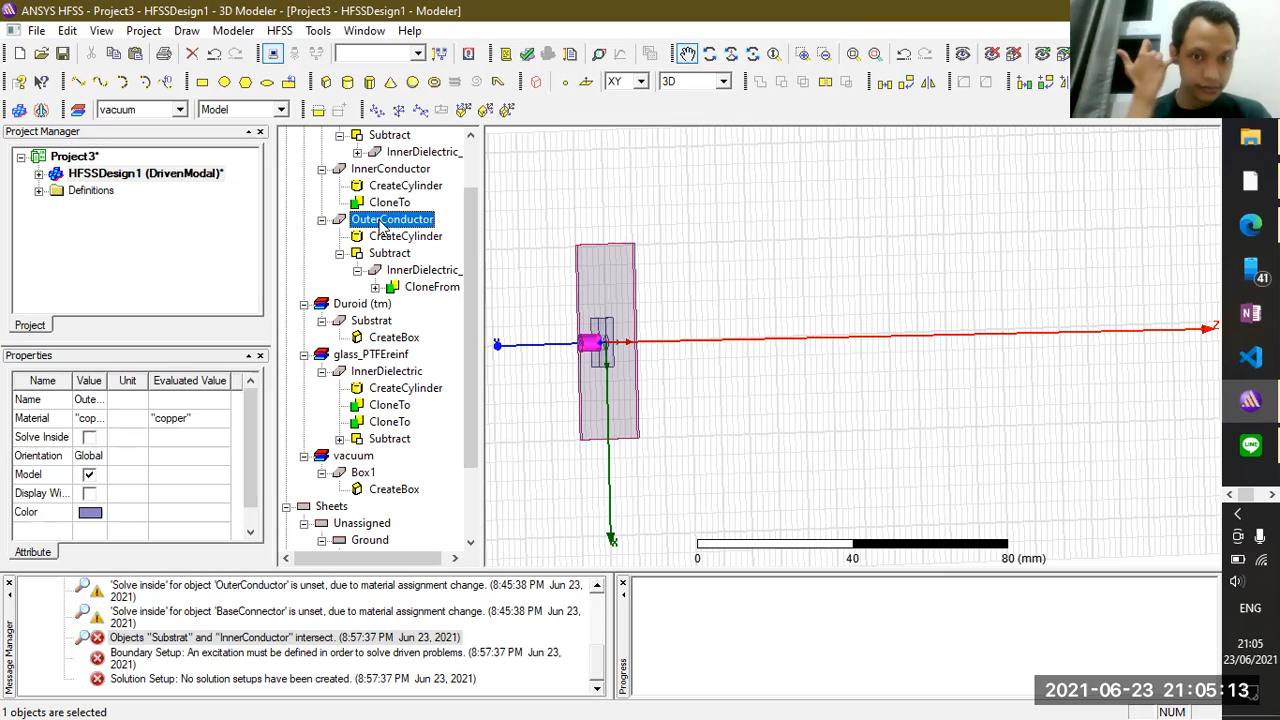 ANSYS HFSS - Project3 - HFSSDesign1 - 3D Modeler - [Project3 - HFSSDesign1 - Modeler]
File Edit View Project Draw Modeler HFSS Tools Window Help
XY 3D
vacuum Model
Project Manager
Project3*
HFSSDesign1 (DrivenModal)*
Definitions
Project
Properties
Name Value Unit Evaluated Value
Name Oute...
Material "cop... "copper"
Solve Inside
Orientation Global
Model
Display Wi...
Color
Attribute
Subtract
InnerDielectric_
InnerConductor
CreateCylinder
CloneTo
OuterConductor
CreateCylinder
Subtract
InnerDielectric_
CloneFrom
Duroid (tm)
Substrat
CreateBox
glass_PTFEreinf
InnerDielectric
CreateCylinder
CloneTo
CloneTo
Subtract
vacuum
Box1
CreateBox
Sheets
Unassigned
Ground
Z
0 40 80 (mm)
Message Manager
'Solve inside' for object 'OuterConductor' is unset, due to material assignment change. (8:45:38 PM Jun 23,
2021)
'Solve inside' for object 'BaseConnector' is unset, due to material assignment change. (8:45:38 PM Jun 23,
2021)
Objects "Substrat" and "InnerConductor" intersect. (8:57:37 PM Jun 23, 2021)
Boundary Setup: An excitation must be defined in order to solve driven problems. (8:57:37 PM Jun 23,
2021)
Solution Setup: No solution setups have been created. (8:57:37 PM Jun 23, 2021)
Progress
1 objects are selected
NUM
41
ENG
21:05
23/06/2021
2021-06-23 21:05:13